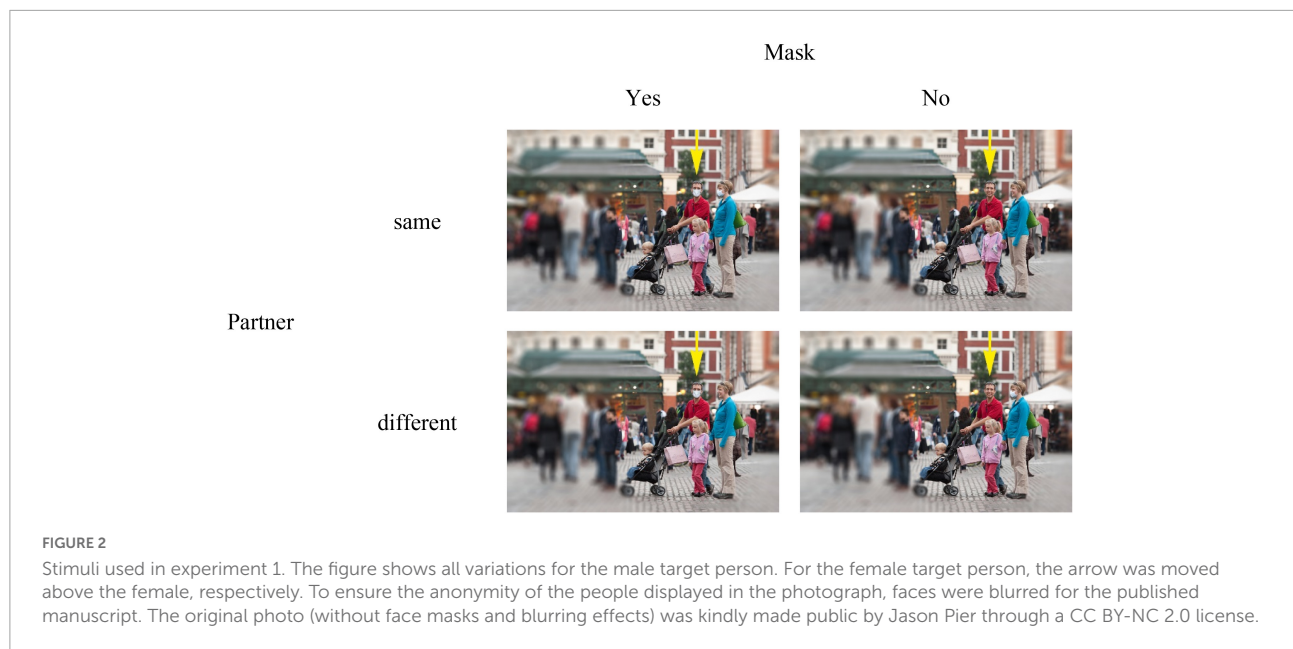 Mask
Yes
No
same
Partner
different
FIGURE 2
Stimuli used in experiment 1. The figure shows all variations for the male target person. For the female target person, the arrow was moved
above the female, respectively. To ensure the anonymity of the people displayed in the photograph, faces were blurred for the published
manuscript. The original photo (without face masks and blurring effects) was kindly made public by Jason Pier through a CC BY-NC 2.0 license.